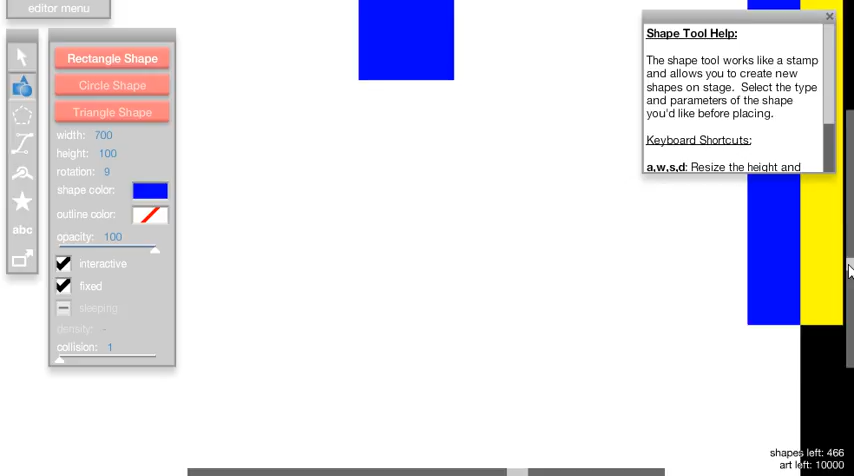 editor menu
Rectangle Shape
Circle Shape
Triangle Shape
width: 700
height: 100
rotation: 9
shape color:
outline color:
opacity: 100
interactive
fixed
sleeping
density: -
collision: 1
abc
Shape Tool Help:
The shape tool works like a stamp
and allows you to create new
shapes on stage. Select the type
and parameters of the shape
you'd like before placing.
Keyboard Shortcuts:
a,w,s,d: Resize the height and
shapes left: 466
art left: 10000